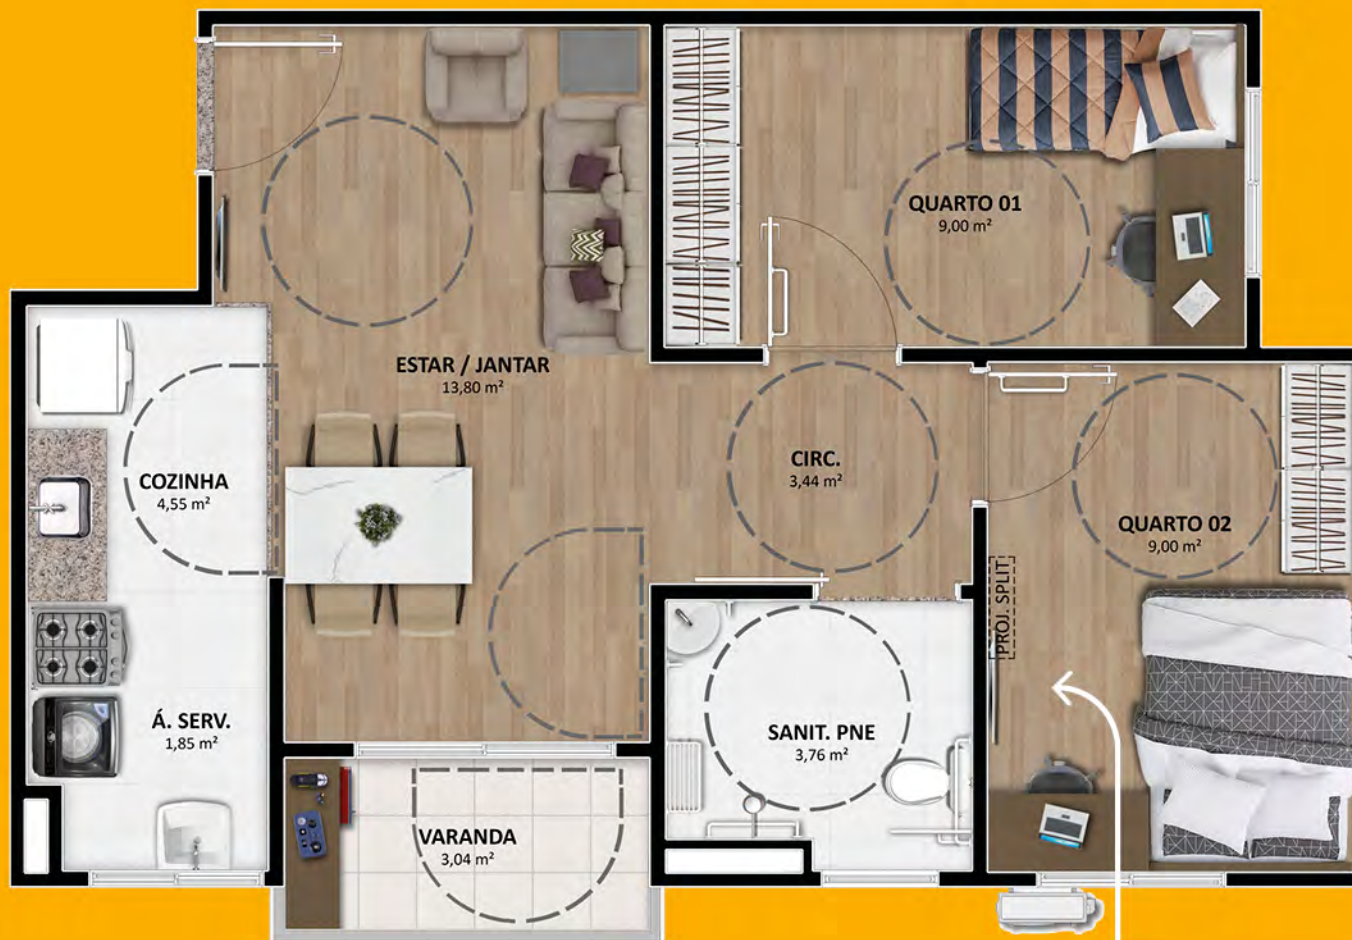 QUARTO 01
9,00 m²
ESTAR / JANTAR
13,80 m²
CIRC.
3,44 m²
COZINHA
4,55 m²
QUARTO 02
9,00 m²
PROJ. SPLIT
Á. SERV.
1,85 m²
SANIT. PNE
3,76 m²
VARANDA
3,04 m²